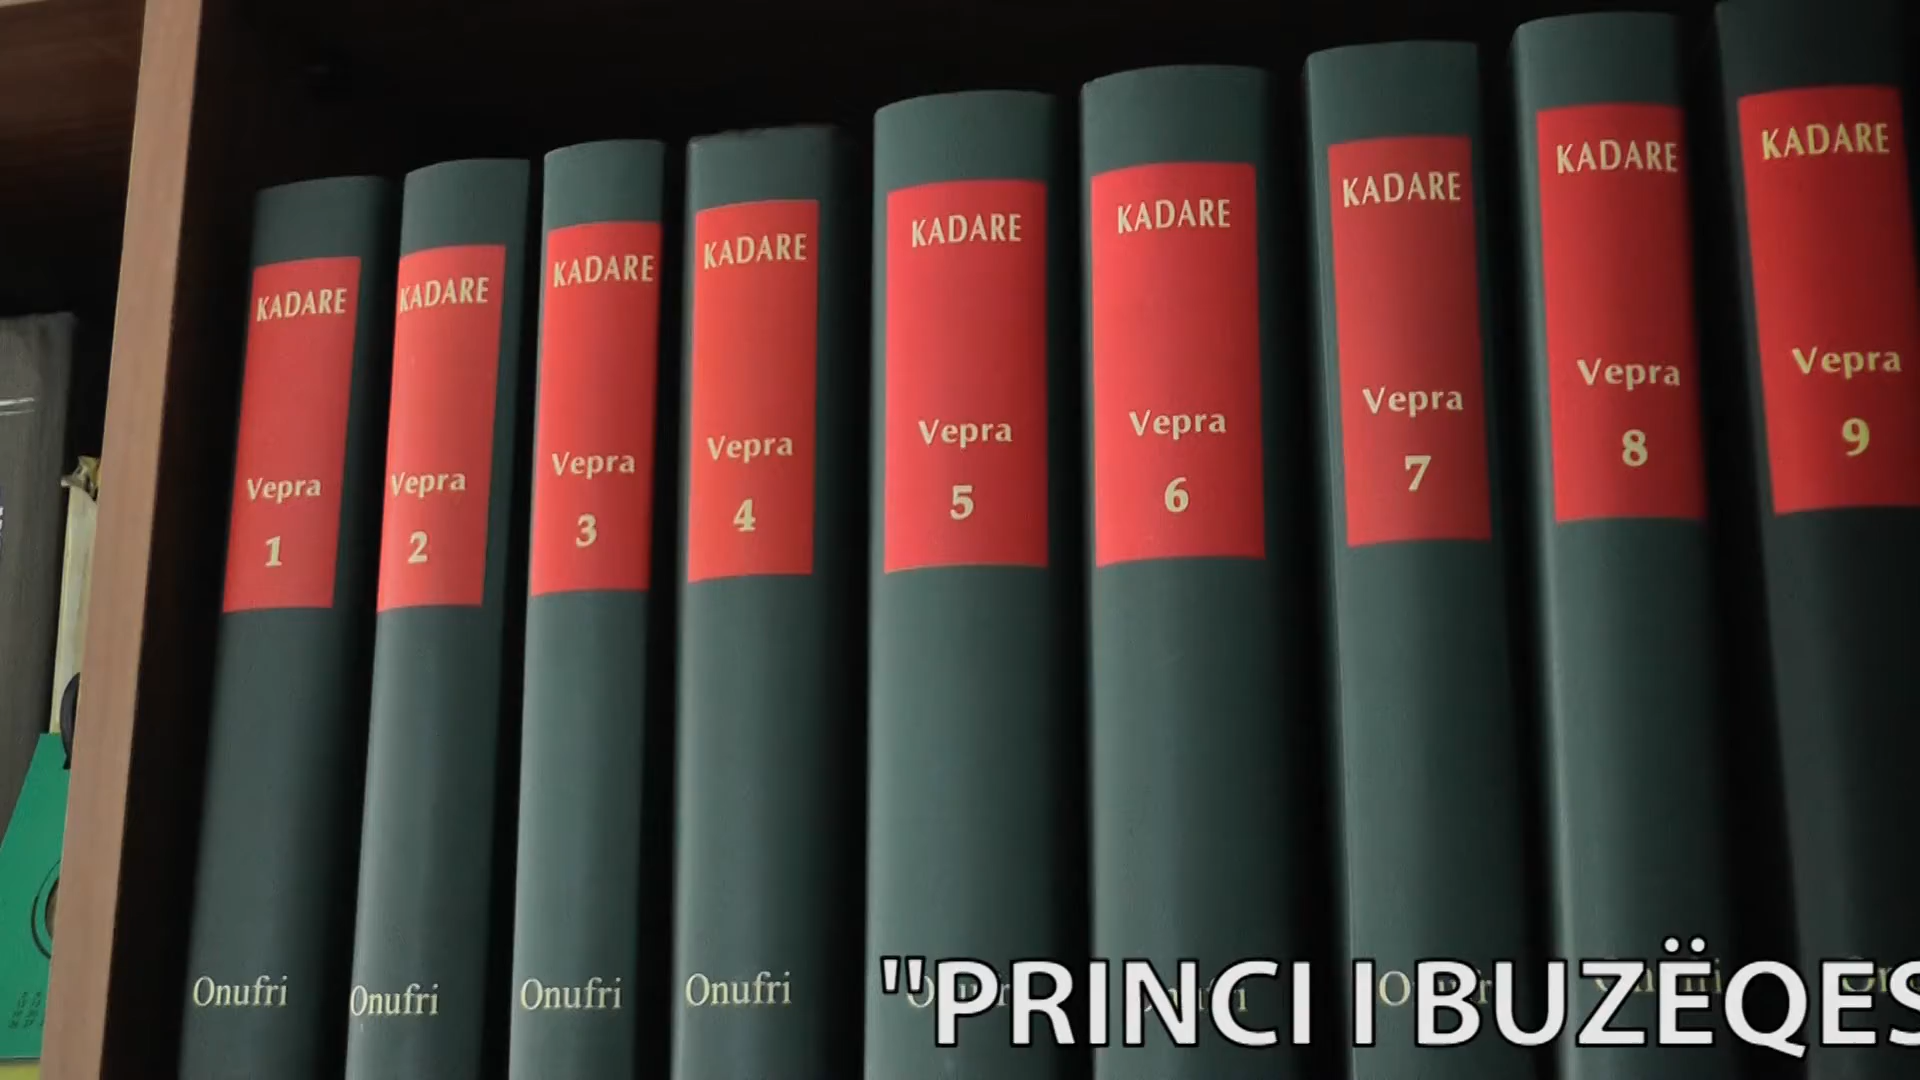 KADARE
Vepra
1
Onufri
KADARE
Vepra
2
Onufri
KADARE
Vepra
3
Onufri
KADARE
Vepra
4
Onufri
KADARE
Vepra
5
KADARE
Vepra
6
KADARE
Vepra
7
KADARE
Vepra
8
KADARE
Vepra
9
"PRINCI I BUZËQES